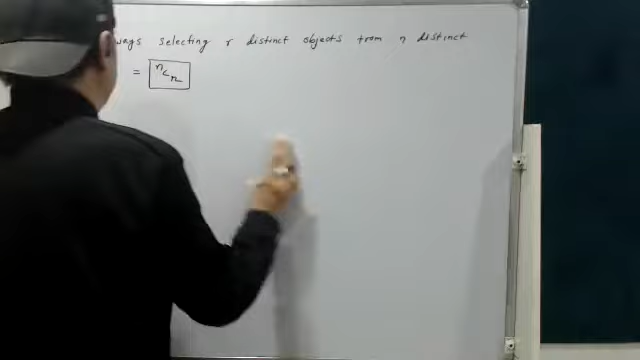 ways selecting r distinct objects from n distinct
= ⁿCᵣ